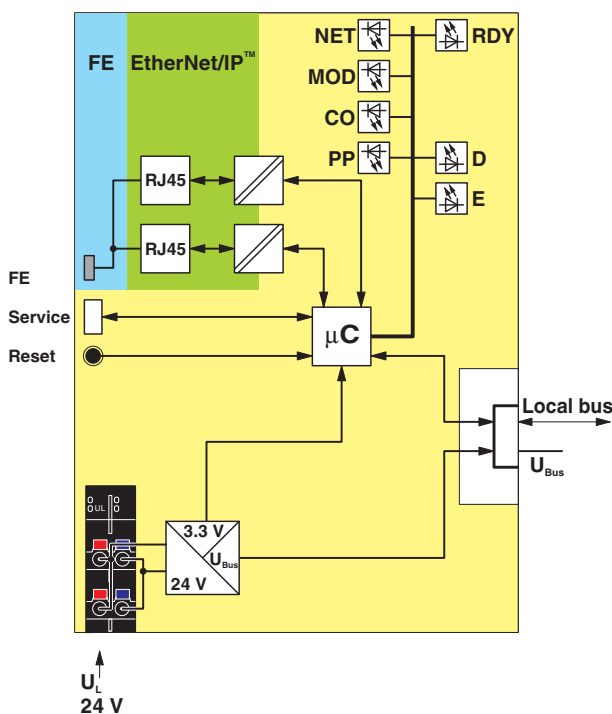 NET RDY
FE EtherNet/IP™
MOD
CO
PP D
RJ45
E
RJ45
FE
Service
µC
Reset
Local bus
UBus
UL
3.3 V
UBus
24 V
UL
24 V